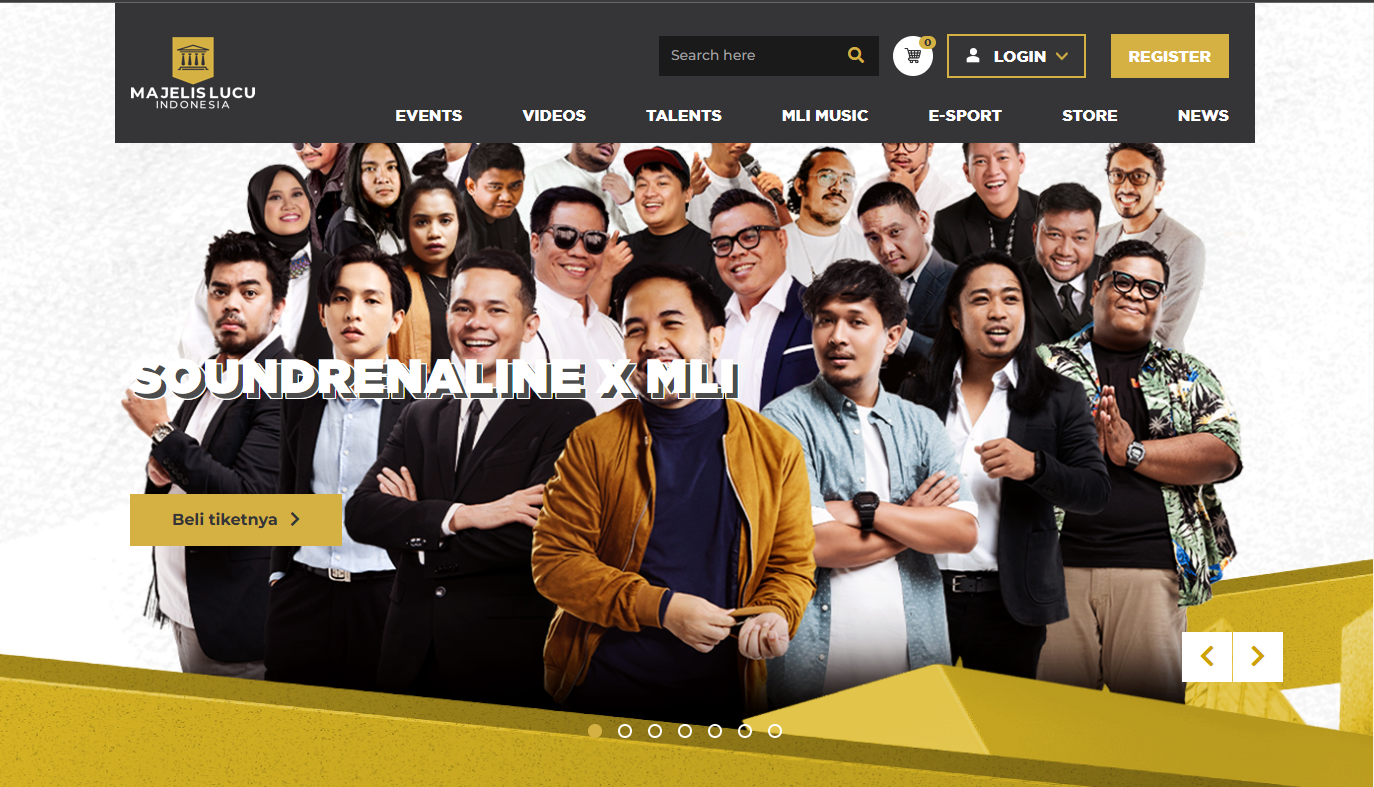 MAJELIS LUCU
INDONESIA
Search here
0
LOGIN
REGISTER
EVENTS
VIDEOS
TALENTS
MLI MUSIC
E-SPORT
STORE
NEWS
SOUNDRENALINE X MLI
Beli tiketnya